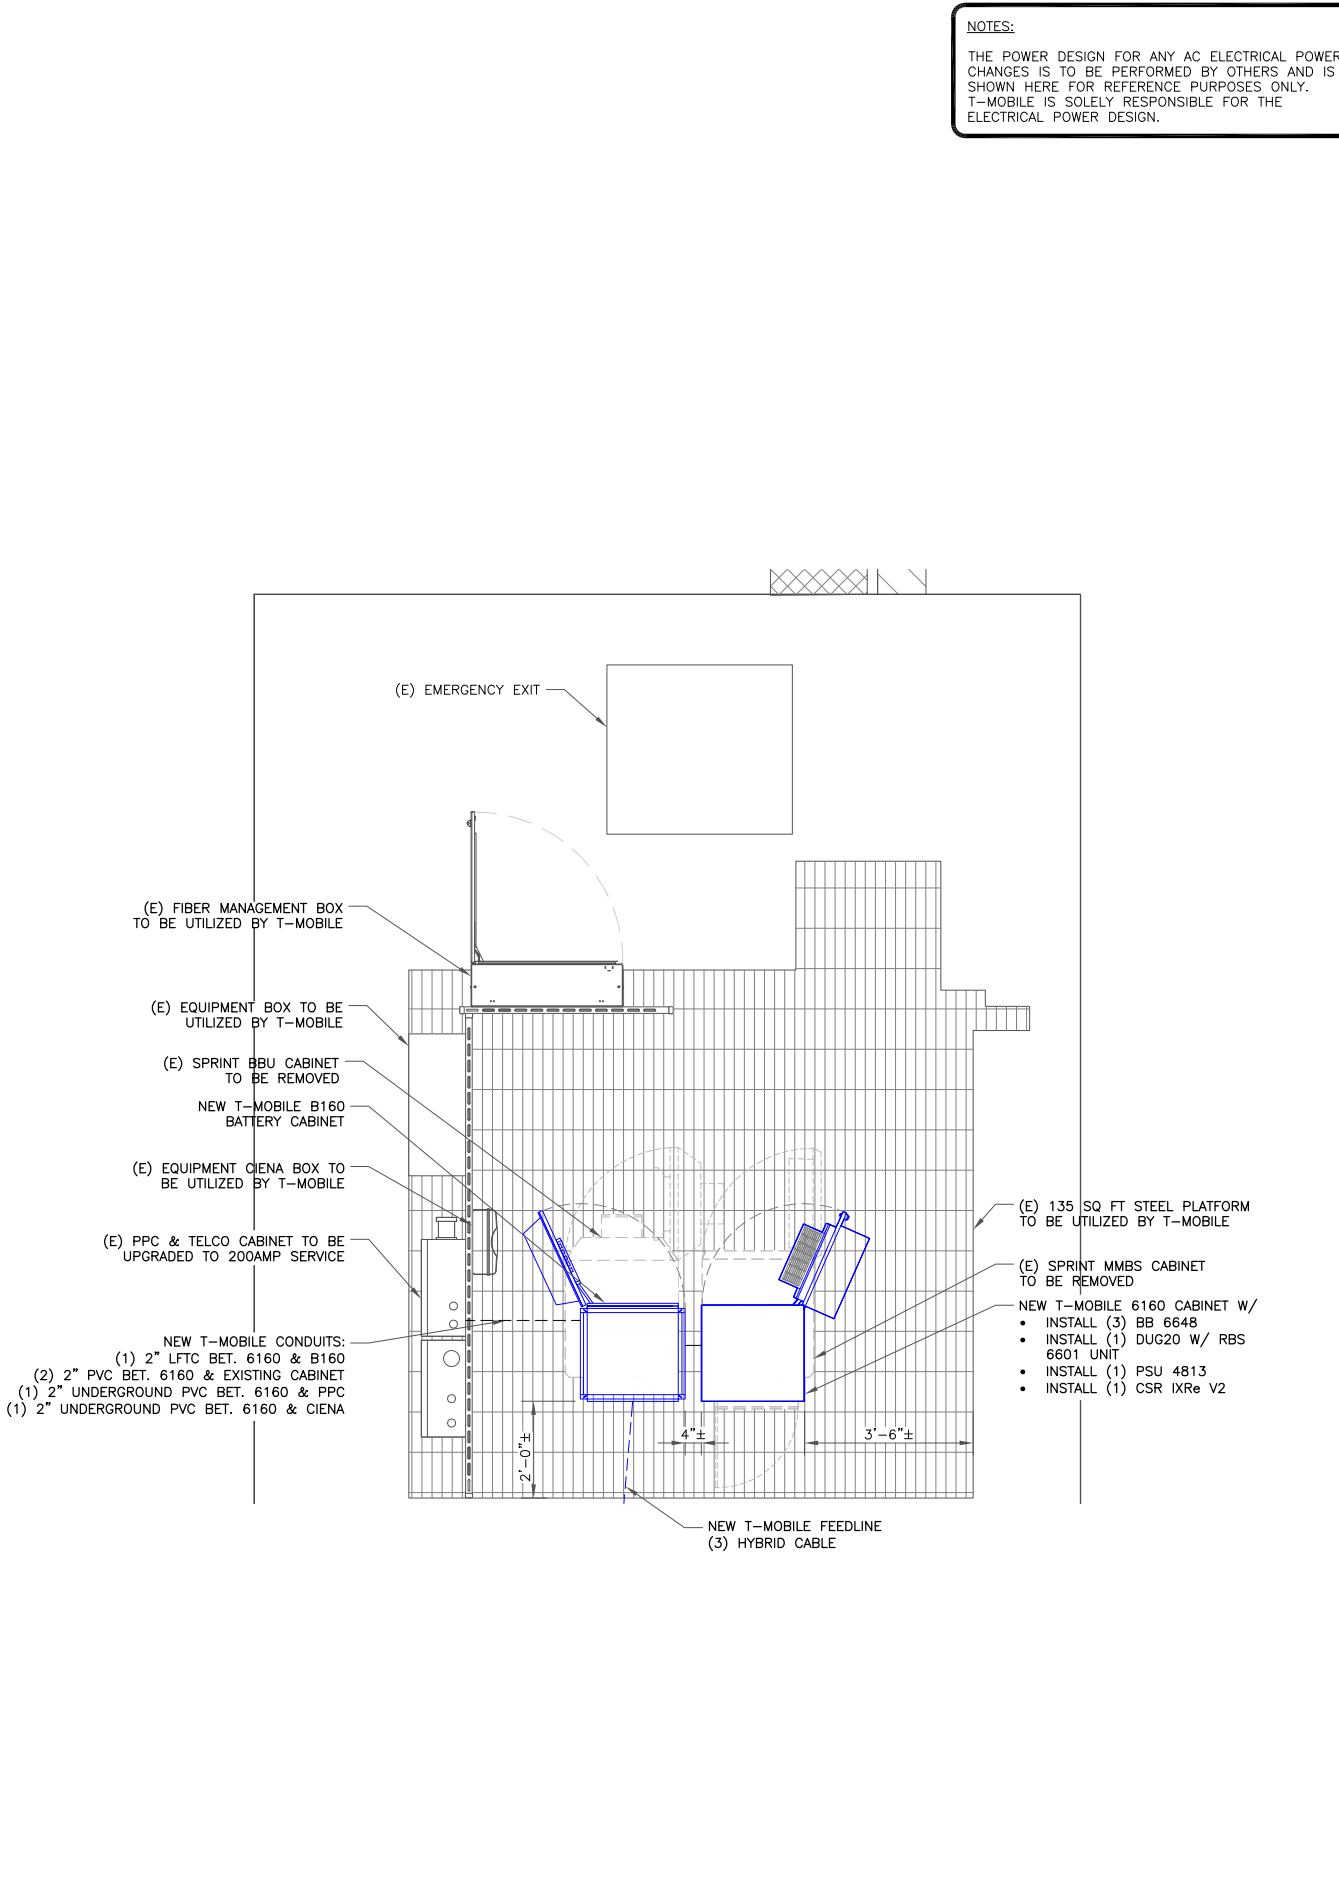 NOTES:
THE POWER DESIGN FOR ANY AC ELECTRICAL POWER
CHANGES IS TO BE PERFORMED BY OTHERS AND IS
SHOWN HERE FOR REFERENCE PURPOSES ONLY.
T-MOBILE IS SOLELY RESPONSIBLE FOR THE
ELECTRICAL POWER DESIGN.
(E) EMERGENCY EXIT
(E) FIBER MANAGEMENT BOX
TO BE UTILIZED BY T-MOBILE
(E) EQUIPMENT BOX TO BE
UTILIZED BY T-MOBILE
(E) SPRINT BBU CABINET
TO BE REMOVED
NEW T-MOBILE B160
BATTERY CABINET
(E) EQUIPMENT CIENA BOX TO
BE UTILIZED BY T-MOBILE
(E) PPC & TELCO CABINET TO BE
UPGRADED TO 200AMP SERVICE
NEW T-MOBILE CONDUITS:
(1) 2" LFTC BET. 6160 & B160
(2) 2" PVC BET. 6160 & EXISTING CABINET
(1) 2" UNDERGROUND PVC BET. 6160 & PPC
(1) 2" UNDERGROUND PVC BET. 6160 & CIENA
(E) 135 SQ FT STEEL PLATFORM
TO BE UTILIZED BY T-MOBILE
(E) SPRINT MMBS CABINET
TO BE REMOVED
NEW T-MOBILE 6160 CABINET W/
• INSTALL (3) BB 6648
• INSTALL (1) DUG20 W/ RBS
6601 UNIT
• INSTALL (1) PSU 4813
• INSTALL (1) CSR IXRe V2
2'-0"±
4"±
3'-6"±
NEW T-MOBILE FEEDLINE
(3) HYBRID CABLE